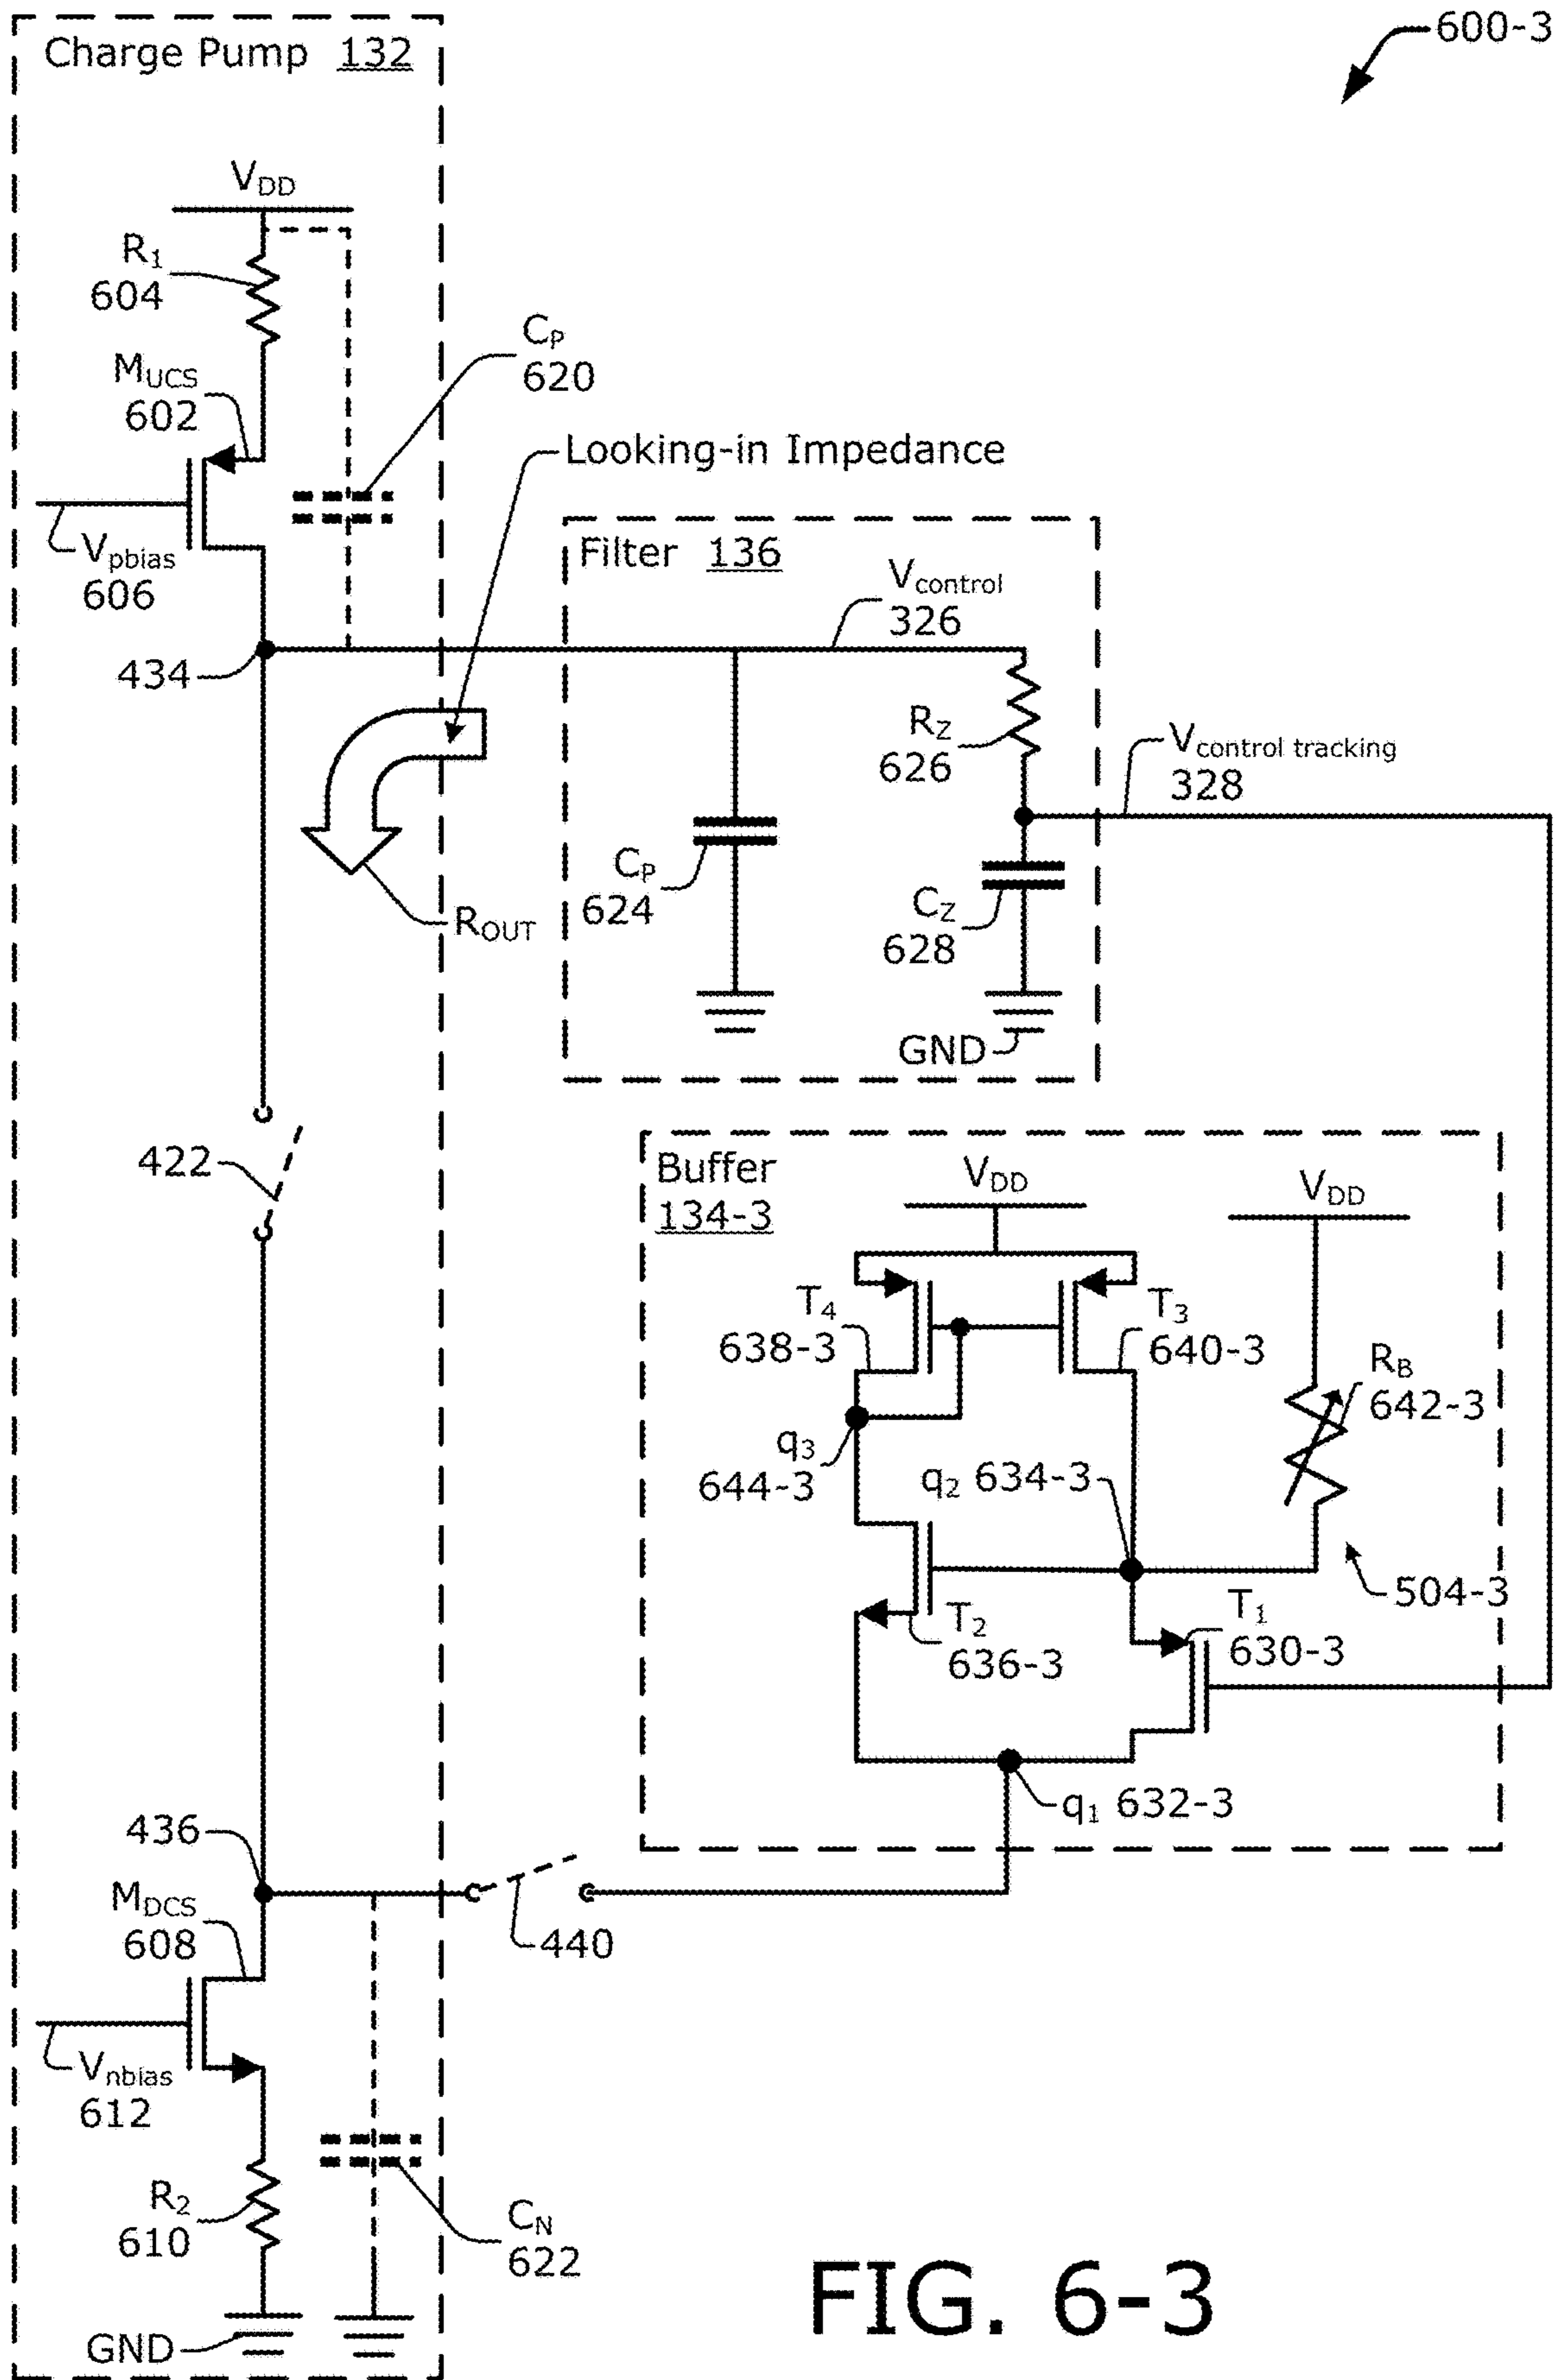 600-3
Charge Pump 132
VDD
R1
604
CP
620
MUCS
602
Looking-in Impedance
Vpbias
606
Filter 136
Vcontrol
326
434
RZ
626
Vcontrol tracking
328
CP
624
CZ
628
ROUT
GND
422
Buffer
134-3
VDD
VDD
T4
638-3
T3
640-3
RB
642-3
q3
644-3
q2 634-3
504-3
T2
636-3
T1
630-3
q1 632-3
436
MDCS
608
440
Vnbias
612
R2
610
CN
622
GND
FIG. 6-3